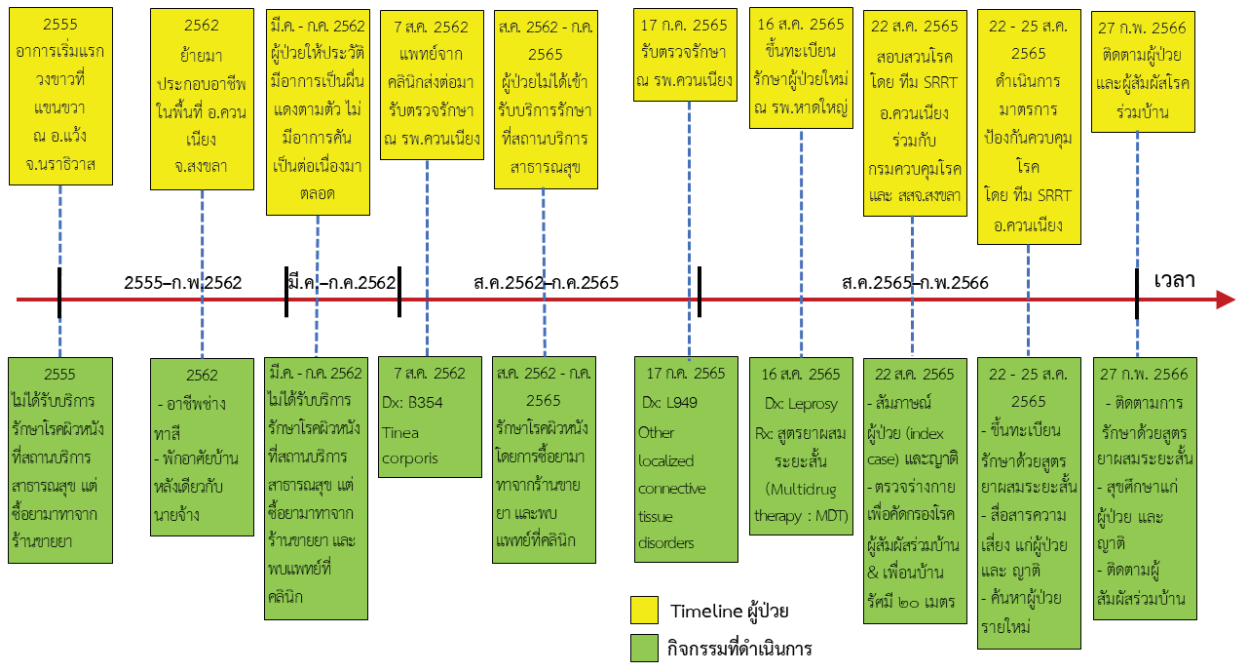 2555
อาการเริ่มแรก
วงขาวที่
แขนขวา
ณ อ.แว้ง
จ.นราธิวาส
2562
ย้ายมา
ประกอบอาชีพ
ในพื้นที่ อ.ควน
เนียง
จ.สงขลา
มี.ค. - ก.ค. 2562
ผู้ป่วยให้ประวัติ
มีอาการเป็นผื่น
แดงตามตัว ไม่
มีอาการคัน
เป็นต่อเนื่องมา
ตลอด
7 ส.ค. 2562
แพทย์จาก
คลินิกส่งต่อมา
รับตรวจรักษา
ณ รพ.ควนเนียง
ส.ค. 2562 - ก.ค.
2565
ผู้ป่วยไม่ได้เข้า
รับบริการรักษา
ที่สถานบริการ
สาธารณสุข
17 ก.ค. 2565
รับตรวจรักษา
ณ รพ.ควนเนียง
16 ส.ค. 2565
ขึ้นทะเบียน
รักษาผู้ป่วยใหม่
ณ รพ.หาดใหญ่
22 ส.ค. 2565
สอบสวนโรค
โดย ทีม SRRT
อ.ควนเนียง
ร่วมกับ
กรมควบคุมโรค
และ สสจ.สงขลา
22 - 25 ส.ค.
2565
ดำเนินการ
มาตรการ
ป้องกันควบคุม
โรค
โดย ทีม SRRT
อ.ควนเนียง
27 ก.พ. 2566
ติดตามผู้ป่วย
และผู้สัมผัสโรค
ร่วมบ้าน
2555–ก.พ.2562
มี.ค.–ก.ค.2562
ส.ค.2562–ก.ค.2565
ส.ค.2565–ก.พ.2566
เวลา
2555
ไม่ได้รับบริการ
รักษาโรคผิวหนัง
ที่สถานบริการ
สาธารณสุข แต่
ซื้อยามาทาจาก
ร้านขายยา
2562
- อาชีพช่าง
ทาสี
- พักอาศัยบ้าน
หลังเดียวกับ
นายจ้าง
มี.ค. - ก.ค. 2562
ไม่ได้รับบริการ
รักษาโรคผิวหนัง
ที่สถานบริการ
สาธารณสุข แต่
ซื้อยามาทาจาก
ร้านขายยา และ
พบแพทย์ที่
คลินิก
7 ส.ค. 2562
Dx: B354
Tinea
corporis
ส.ค. 2562 - ก.ค.
2565
รักษาโรคผิวหนัง
โดยการซื้อยามา
ทาจากร้านขาย
ยา และพบ
แพทย์ที่คลินิก
17 ก.ค. 2565
Dx: L949
Other
localized
connective
tissue
disorders
16 ส.ค. 2565
Dx: Leprosy
Rx: สูตรยาผสม
ระยะสั้น
(Multidrug
therapy : MDT)
22 ส.ค. 2565
- สัมภาษณ์
ผู้ป่วย (index
case) และญาติ
- ตรวจร่างกาย
เพื่อคัดกรองโรค
ผู้สัมผัสร่วมบ้าน
& เพื่อนบ้าน
รัศมี ๒๐ เมตร
22 - 25 ส.ค.
2565
- ขึ้นทะเบียน
รักษาด้วยสูตร
ยาผสมระยะสั้น
- สื่อสารความ
เสี่ยง แก่ผู้ป่วย
และ ญาติ
- ค้นหาผู้ป่วย
รายใหม่
27 ก.พ. 2566
- ติดตามการ
รักษาด้วยสูตร
ยาผสมระยะสั้น
- สุขศึกษาแก่
ผู้ป่วย และ
ญาติ
- ติดตามผู้
สัมผัสร่วมบ้าน
Timeline ผู้ป่วย
กิจกรรมที่ดำเนินการ